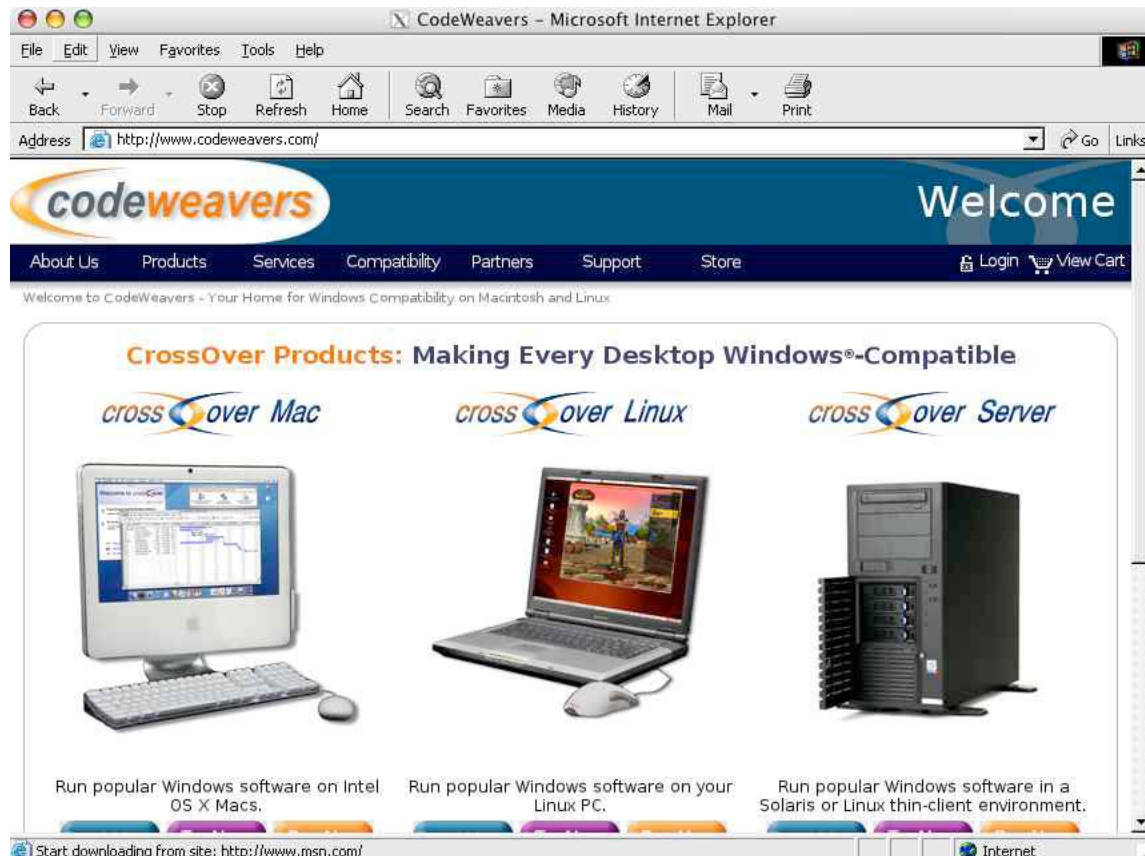 CodeWeavers – Microsoft Internet Explorer
File Edit View Favorites Tools Help
Back Forward Stop Refresh Home Search Favorites Media History Mail Print
Address http://www.codeweavers.com/ Go Links
codeweavers
Welcome
About Us Products Services Compatibility Partners Support Store Login View Cart
Welcome to CodeWeavers - Your Home for Windows Compatibility on Macintosh and Linux
CrossOver Products: Making Every Desktop Windows®-Compatible
cross over Mac
cross over Linux
cross over Server
Run popular Windows software on Intel
OS X Macs.
Run popular Windows software on your
Linux PC.
Run popular Windows software in a
Solaris or Linux thin-client environment.
Start downloading from site: http://www.msn.com/
Internet